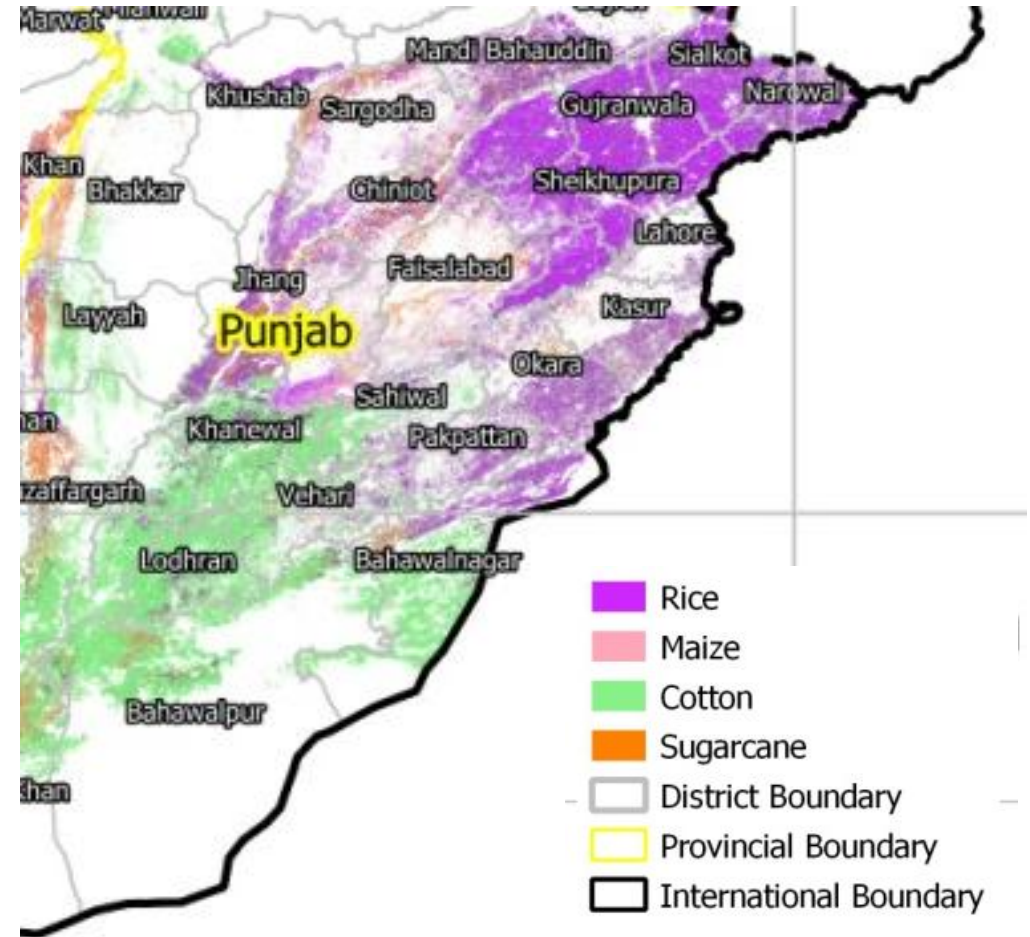 Marwat
Mandi Bahauddin
Sialkot
Khushab
Sargodha
Gujranwala
Narowal
Khan
Bhakkar
Chiniot
Sheikhupura
Lahore
Jhang
Faisalabad
Layyah
Punjab
Kasur
Okara
Sahiwal
Khanewal
Pakpattan
zaffargarh
Vehari
Lodhran
Bahawalnagar
Bahawalpur
Khan
Rice
Maize
Cotton
Sugarcane
District Boundary
Provincial Boundary
International Boundary